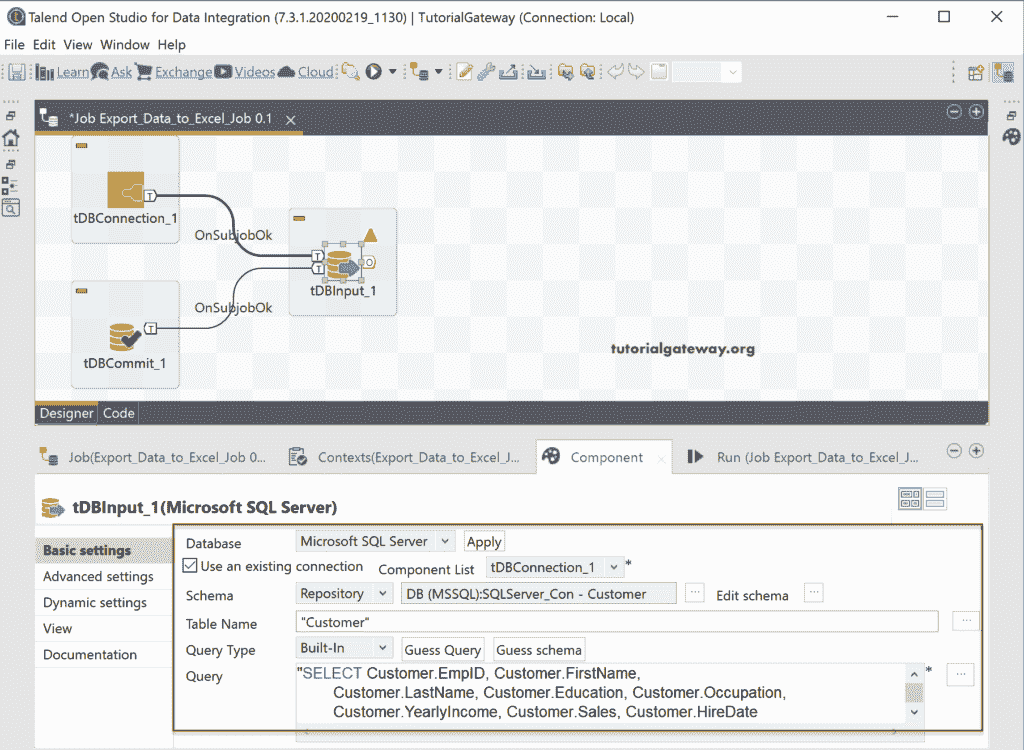 Talend Open Studio for Data Integration (7.3.1.20200219_1130) | TutorialGateway (Connection: Local)
File Edit View Window Help
Learn Ask Exchange Videos Cloud
*Job Export_Data_to_Excel_Job 0.1
T
tDBConnection_1
OnSubjobOk
T
T
O
tDBInput_1
OnSubjobOk
T
tDBCommit_1
tutorialgateway.org
Designer Code
Job(Export_Data_to_Excel_Job 0... Contexts(Export_Data_to_Excel_J... Component Run (Job Export_Data_to_Excel_J...
tDBInput_1(Microsoft SQL Server)
Basic settings
Advanced settings
Dynamic settings
View
Documentation
Database Microsoft SQL Server Apply
Use an existing connection Component List tDBConnection_1 *
Schema Repository DB (MSSQL):SQLServer_Con - Customer ... Edit schema ...
Table Name "Customer" ...
Query Type Built-In Guess Query Guess schema
Query "SELECT Customer.EmpID, Customer.FirstName, * ...
Customer.LastName, Customer.Education, Customer.Occupation,
Customer.YearlyIncome, Customer.Sales, Customer.HireDate